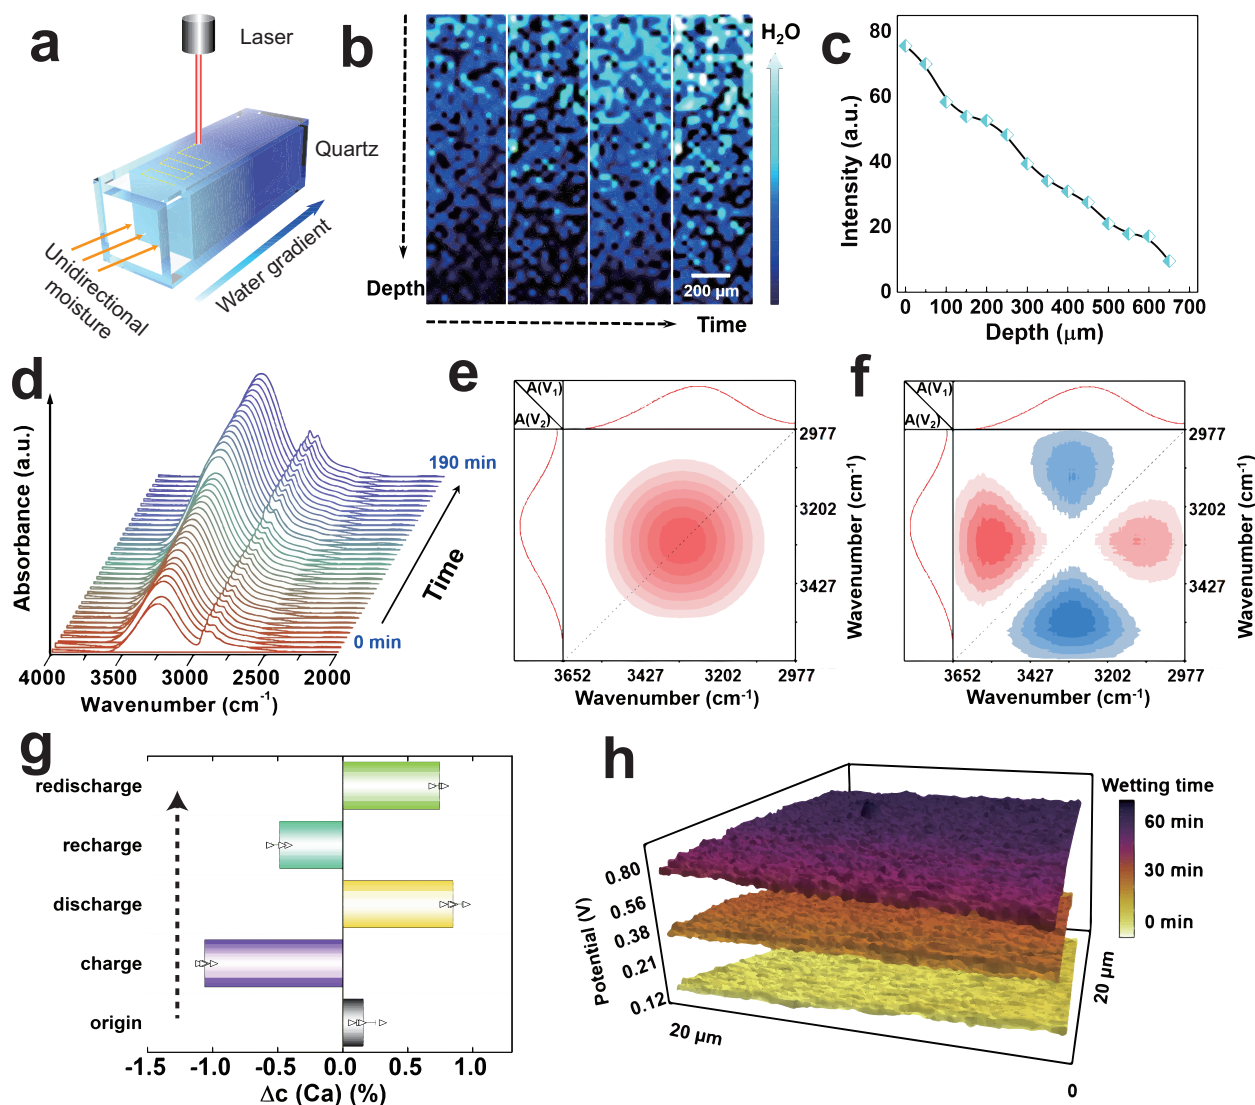 a
Laser
Quartz
Unidirectional
moisture
Water gradient
b
H₂O
Depth
200 µm
Time
c
80
60
40
20
0
Intensity (a.u.)
0 100 200 300 400 500 600 700
Depth (µm)
d
Absorbance (a.u.)
190 min
Time
0 min
4000 3500 3000 2500 2000
Wavenumber (cm⁻¹)
e
A(V₁)
A(V₂)
2977
3202
3427
Wavenumber (cm⁻¹)
3652 3427 3202 2977
Wavenumber (cm⁻¹)
f
A(V₁)
A(V₂)
2977
3202
3427
Wavenumber (cm⁻¹)
3652 3427 3202 2977
Wavenumber (cm⁻¹)
g
redischarge
recharge
discharge
charge
origin
-1.5 -1.0 -0.5 0.0 0.5 1.0
Δc (Ca) (%)
h
Wetting time
60 min
30 min
0 min
0.80
0.56
0.38
0.21
0.12
Potential (V)
20 µm
20 µm
0